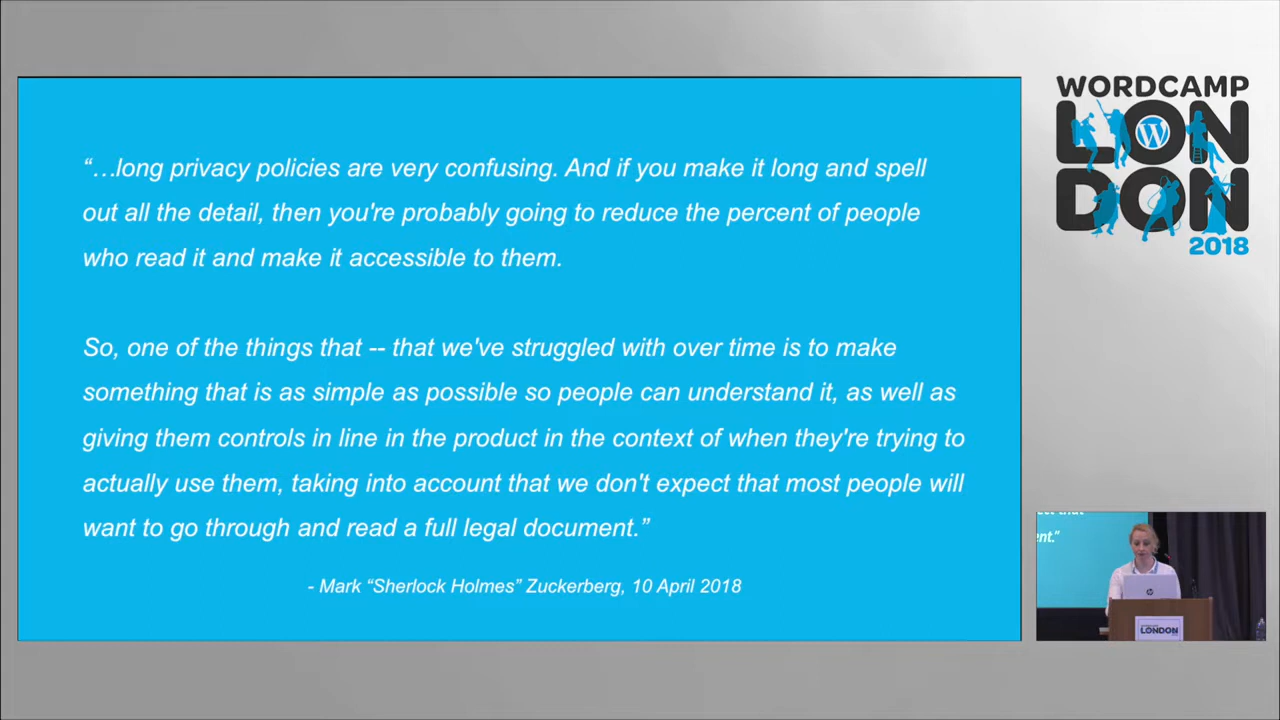 “…long privacy policies are very confusing. And if you make it long and spell
out all the detail, then you're probably going to reduce the percent of people
who read it and make it accessible to them.
So, one of the things that -- that we've struggled with over time is to make
something that is as simple as possible so people can understand it, as well as
giving them controls in line in the product in the context of when they're trying to
actually use them, taking into account that we don't expect that most people will
want to go through and read a full legal document.”
- Mark “Sherlock Holmes” Zuckerberg, 10 April 2018
WORDCAMP
LON
DON
2018
ent.”
LONDON